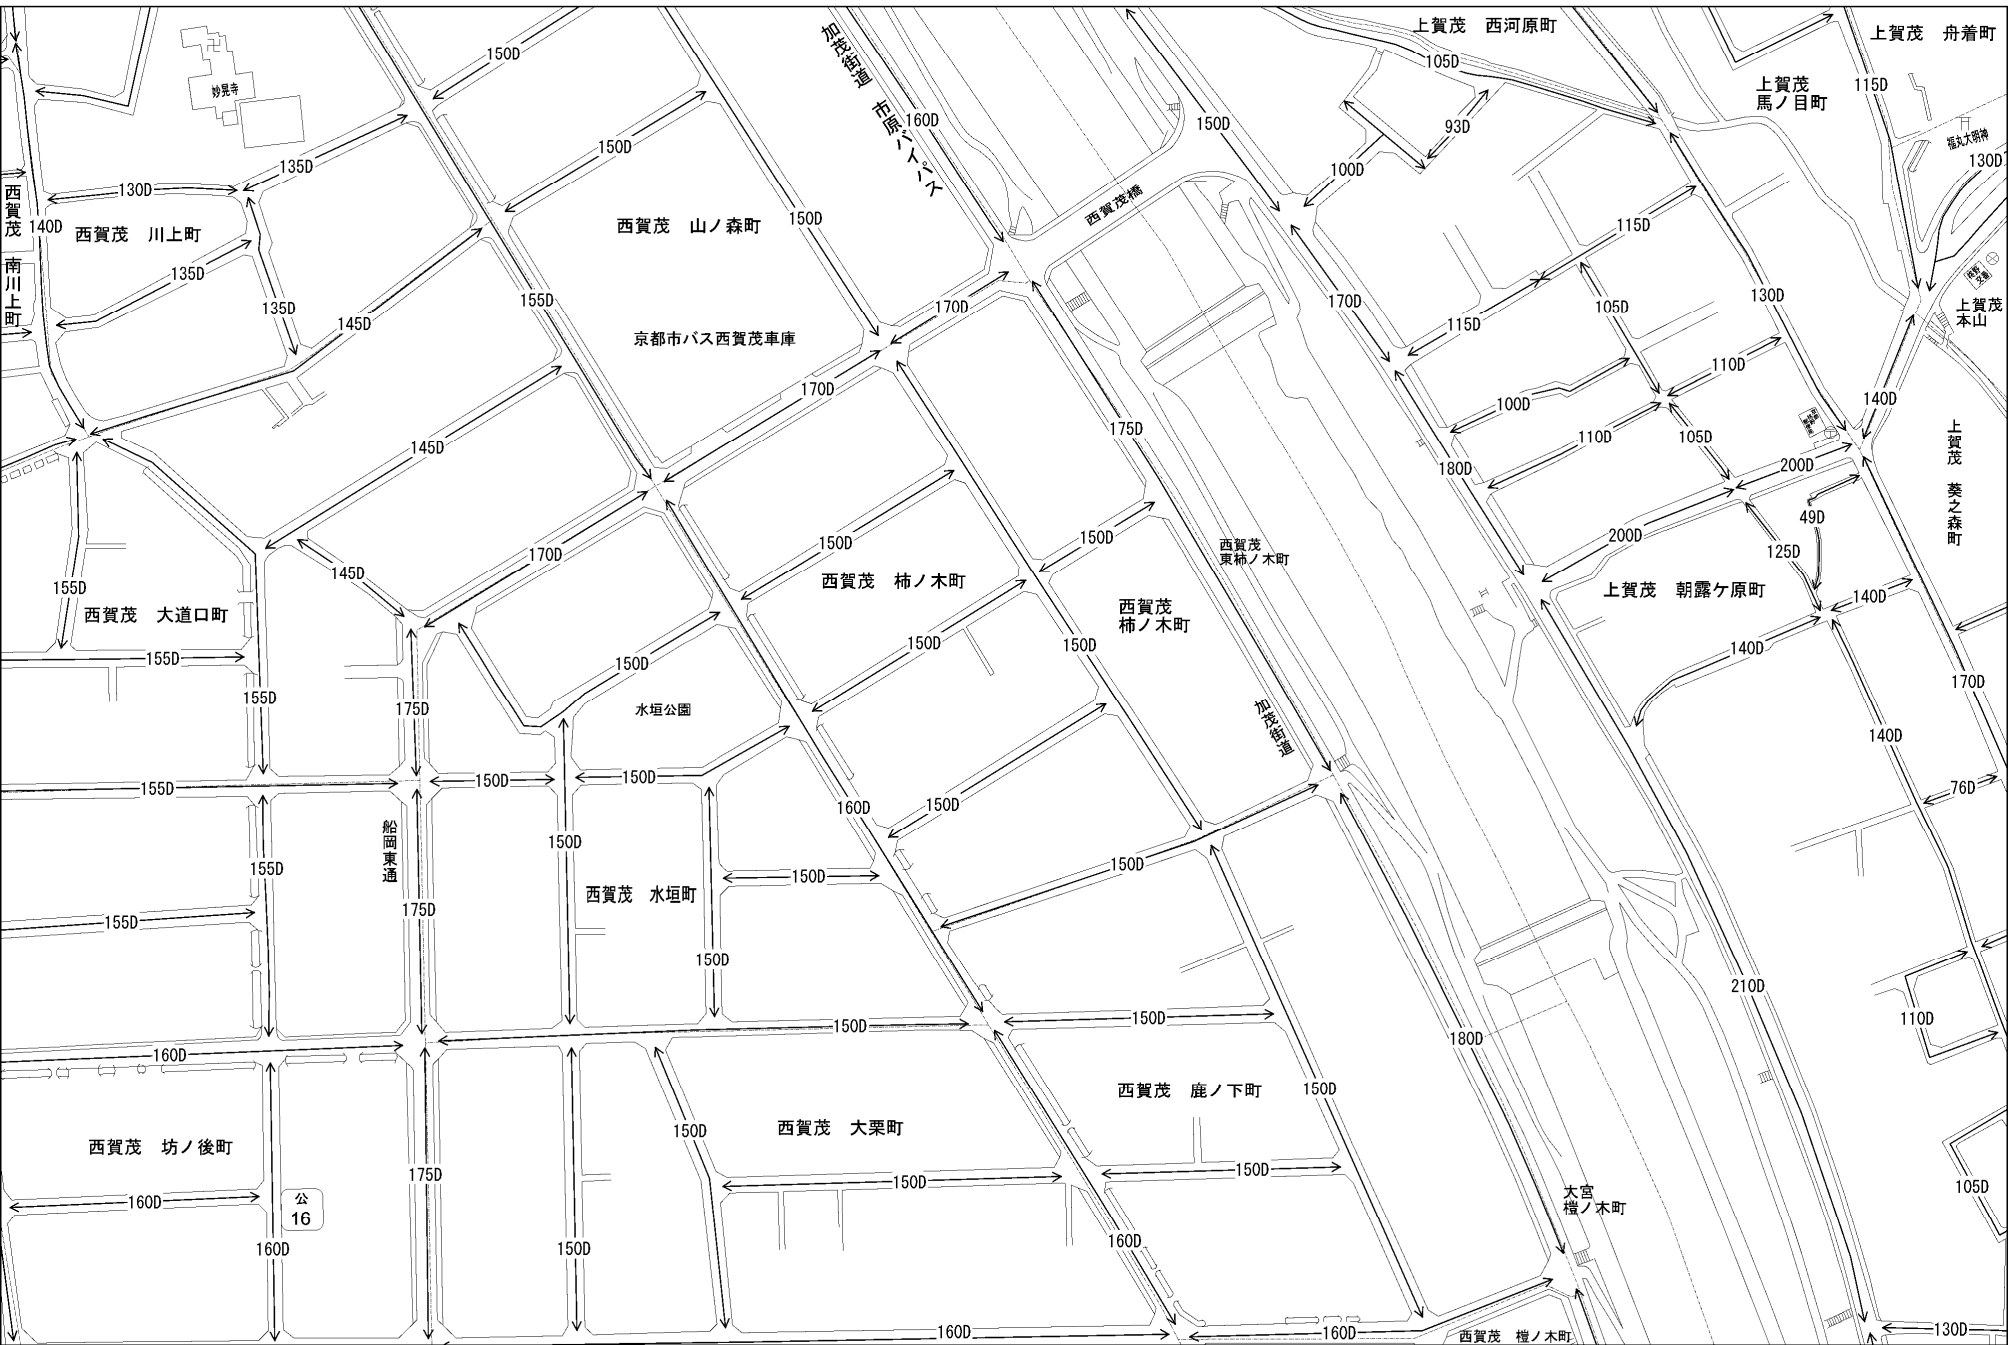 上賀茂　西河原町
上賀茂　舟着町
加茂街道　市原バイパス
150D
105D
115D
上賀茂
馬ノ目町
妙見寺
160D
150D
93D
福丸大明神
150D
100D
130D
135D
130D
西賀茂　南川上町
140D
西賀茂　川上町
西賀茂　山ノ森町
150D
西賀茂橋
115D
135D
155D
170D
130D
上賀茂
本山
135D
145D
京都市バス西賀茂車庫
170D
105D
115D
110D
170D
140D
100D
145D
175D
110D
105D
上賀茂　葵之森町
180D
200D
49D
170D
150D
150D
西賀茂
東柿ノ木町
200D
125D
145D
155D
西賀茂　大道口町
西賀茂　柿ノ木町
西賀茂
柿ノ木町
上賀茂　朝露ケ原町
140D
155D
150D
150D
150D
140D
155D
175D
水垣公園
加茂街道
170D
140D
155D
150D
150D
160D
150D
76D
船岡東通
150D
155D
150D
150D
西賀茂　水垣町
155D
175D
150D
210D
160D
150D
150D
180D
110D
西賀茂　鹿ノ下町
150D
西賀茂　坊ノ後町
150D
西賀茂　大栗町
175D
150D
150D
105D
160D
公
16
大宮
檀ノ木町
160D
150D
160D
160D
160D
西賀茂　檀ノ木町
130D